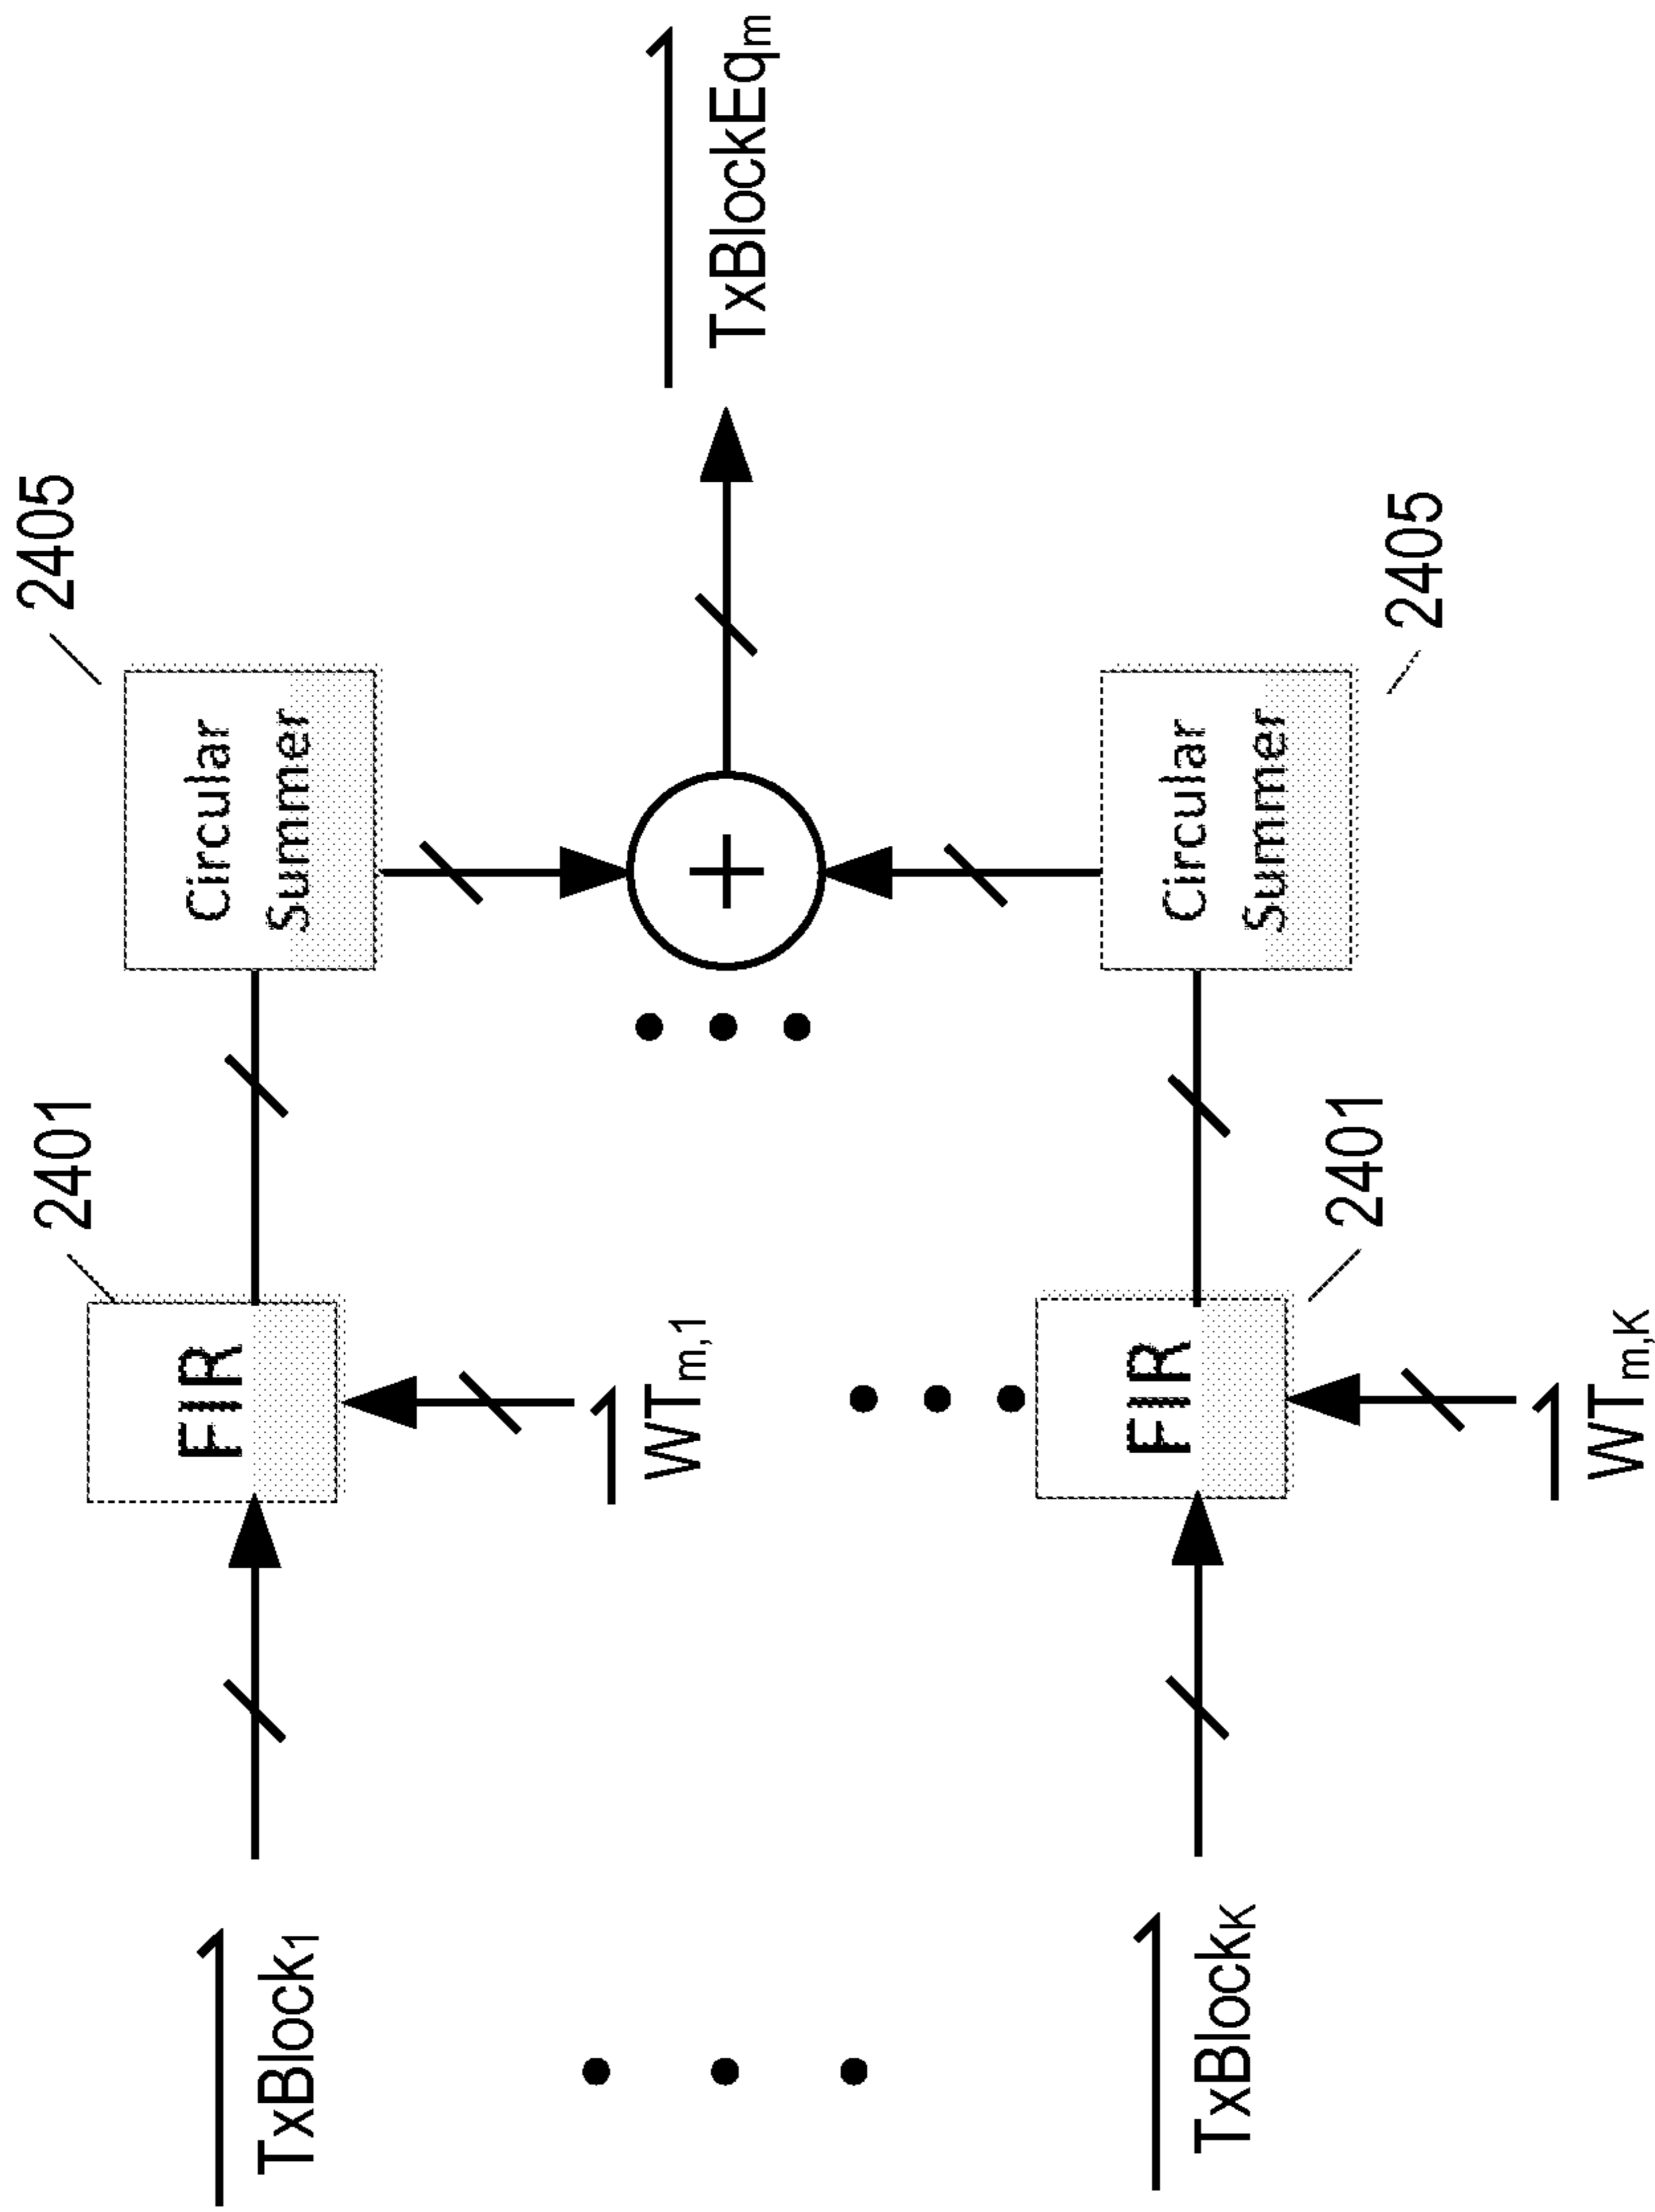 2405
Circular
Summer
2401
FIR
TxBlock₁
WTm,1
+
TxBlockEqm
2405
Circular
Summer
2401
FIR
TxBlockK
WTm,K